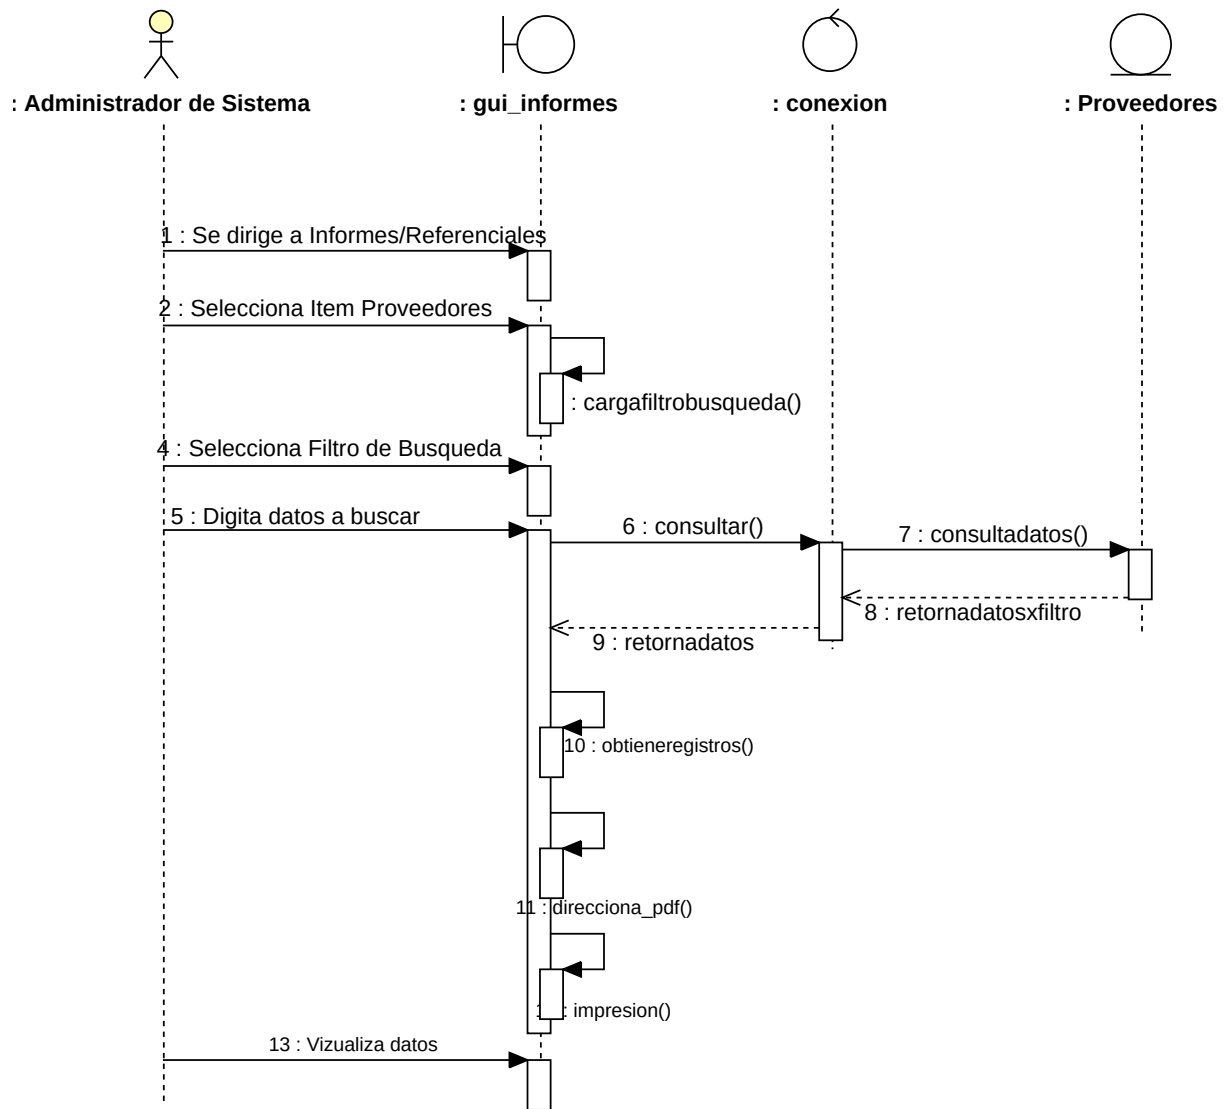 : Administrador de Sistema
: gui_informes
: conexion
: Proveedores
1 : Se dirige a Informes/Referenciales
2 : Selecciona Item Proveedores
: cargafiltrobusqueda()
4 : Selecciona Filtro de Busqueda
5 : Digita datos a buscar
6 : consultar()
7 : consultadatos()
8 : retornadatosxfiltro
9 : retornadatos
10 : obtieneregistros()
11 : direcciona_pdf()
: impresion()
13 : Vizualiza datos